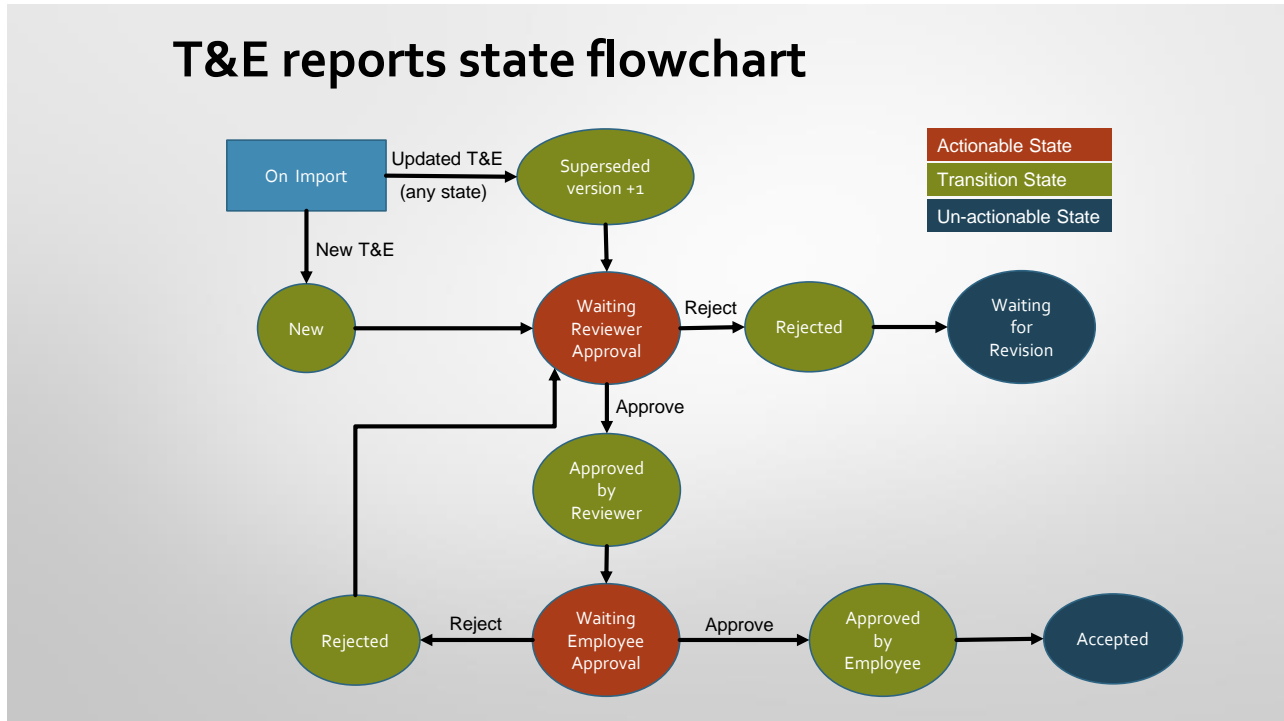 T&E reports state flowchart
On Import
Updated T&E
(any state)
Superseded
version +1
Actionable State
Transition State
Un-actionable State
New T&E
New
Waiting
Reviewer
Approval
Reject
Rejected
Waiting
for
Revision
Approve
Approved
by
Reviewer
Rejected
Reject
Waiting
Employee
Approval
Approve
Approved
by
Employee
Accepted